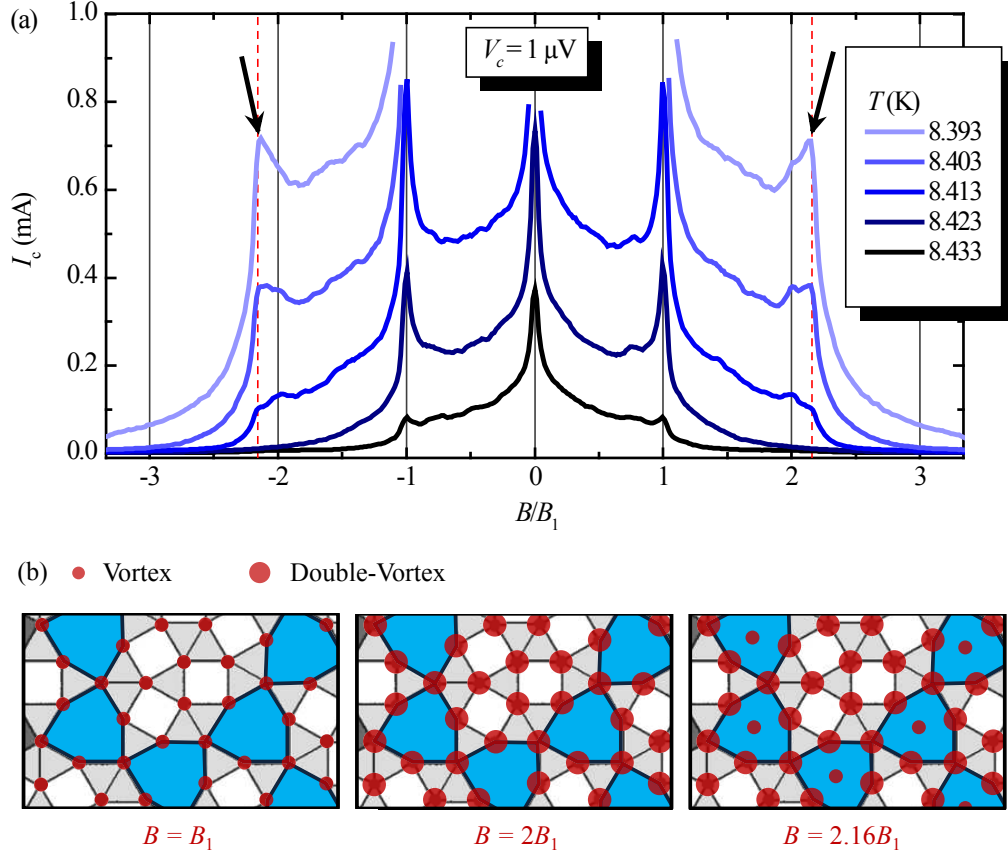 (a)
V_c = 1 μV
T (K)
8.393
8.403
8.413
8.423
8.433
1.0
0.8
0.6
0.4
0.2
0.0
I_c (mA)
-3 -2 -1 0 1 2 3
B/B_1
(b) Vortex Double-Vortex
B = B_1 B = 2B_1 B = 2.16B_1